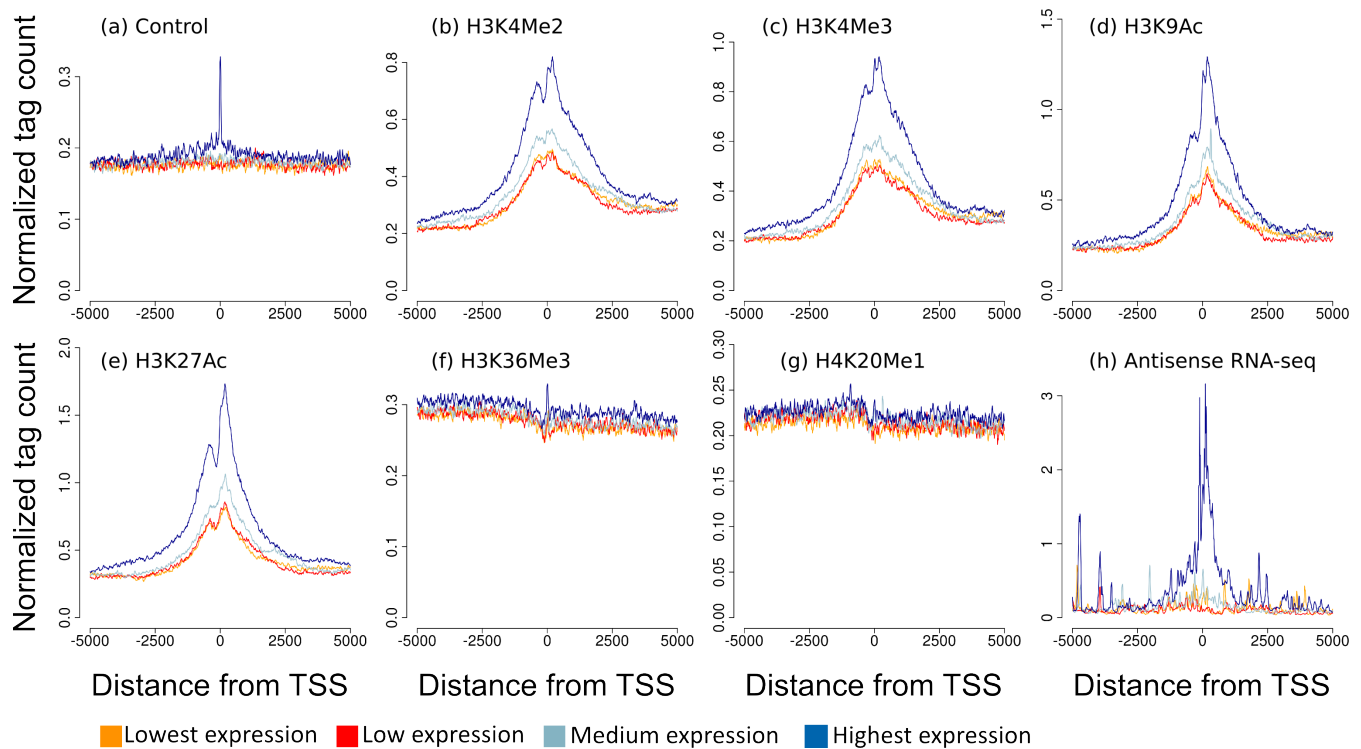 (a) Control
(b) H3K4Me2
(c) H3K4Me3
(d) H3K9Ac
Normalized tag count
0.0 0.1 0.2 0.3
0.0 0.2 0.4 0.6 0.8
0.0 0.2 0.4 0.6 0.8 1.0
0.0 0.5 1.0 1.5
-5000 -2500 0 2500 5000
-5000 -2500 0 2500 5000
-5000 -2500 0 2500 5000
-5000 -2500 0 2500 5000
(e) H3K27Ac
(f) H3K36Me3
(g) H4K20Me1
(h) Antisense RNA-seq
Normalized tag count
0.0 0.5 1.0 1.5 2.0
0.0 0.1 0.2 0.3
0.00 0.05 0.10 0.15 0.20 0.25 0.30
0 1 2 3
-5000 -2500 0 2500 5000
-5000 -2500 0 2500 5000
-5000 -2500 0 2500 5000
-5000 -2500 0 2500 5000
Distance from TSS
Distance from TSS
Distance from TSS
Distance from TSS
Lowest expression
Low expression
Medium expression
Highest expression